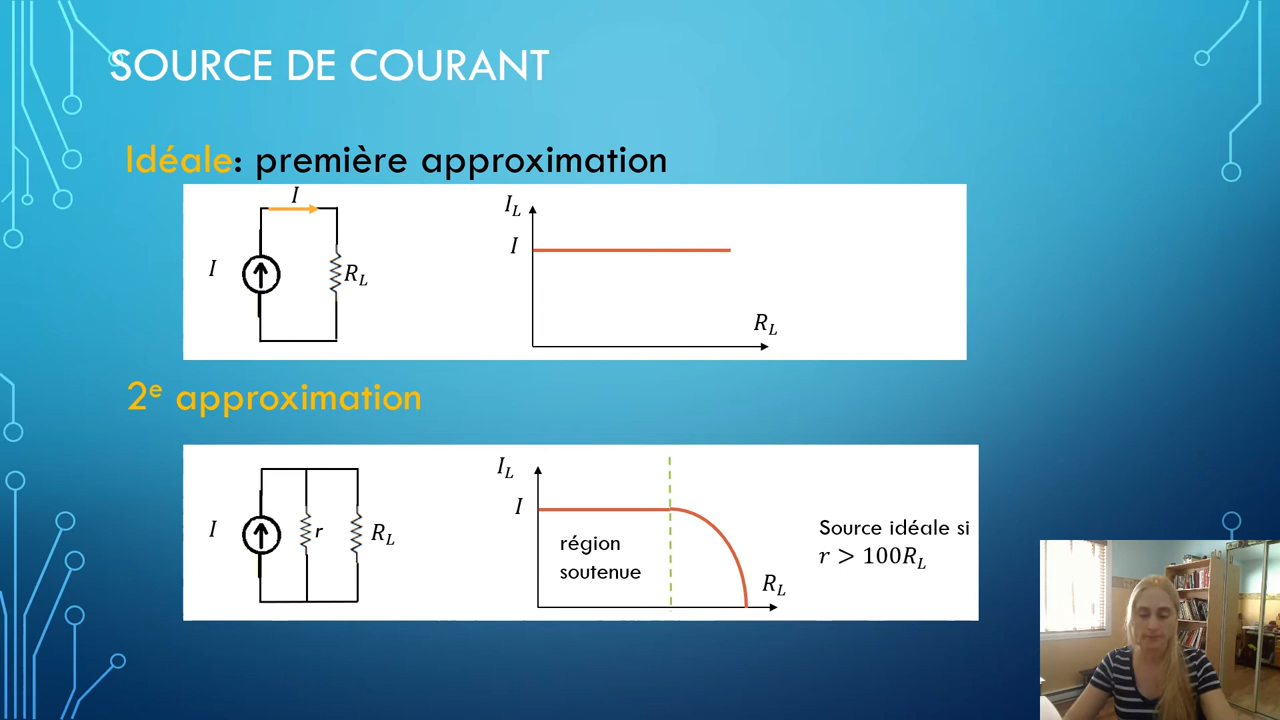 SOURCE DE COURANT
Idéale: première approximation
I
I
R_L
I_L
I
R_L
2e approximation
I
r
R_L
I_L
I
région
soutenue
R_L
Source idéale si
r > 100R_L